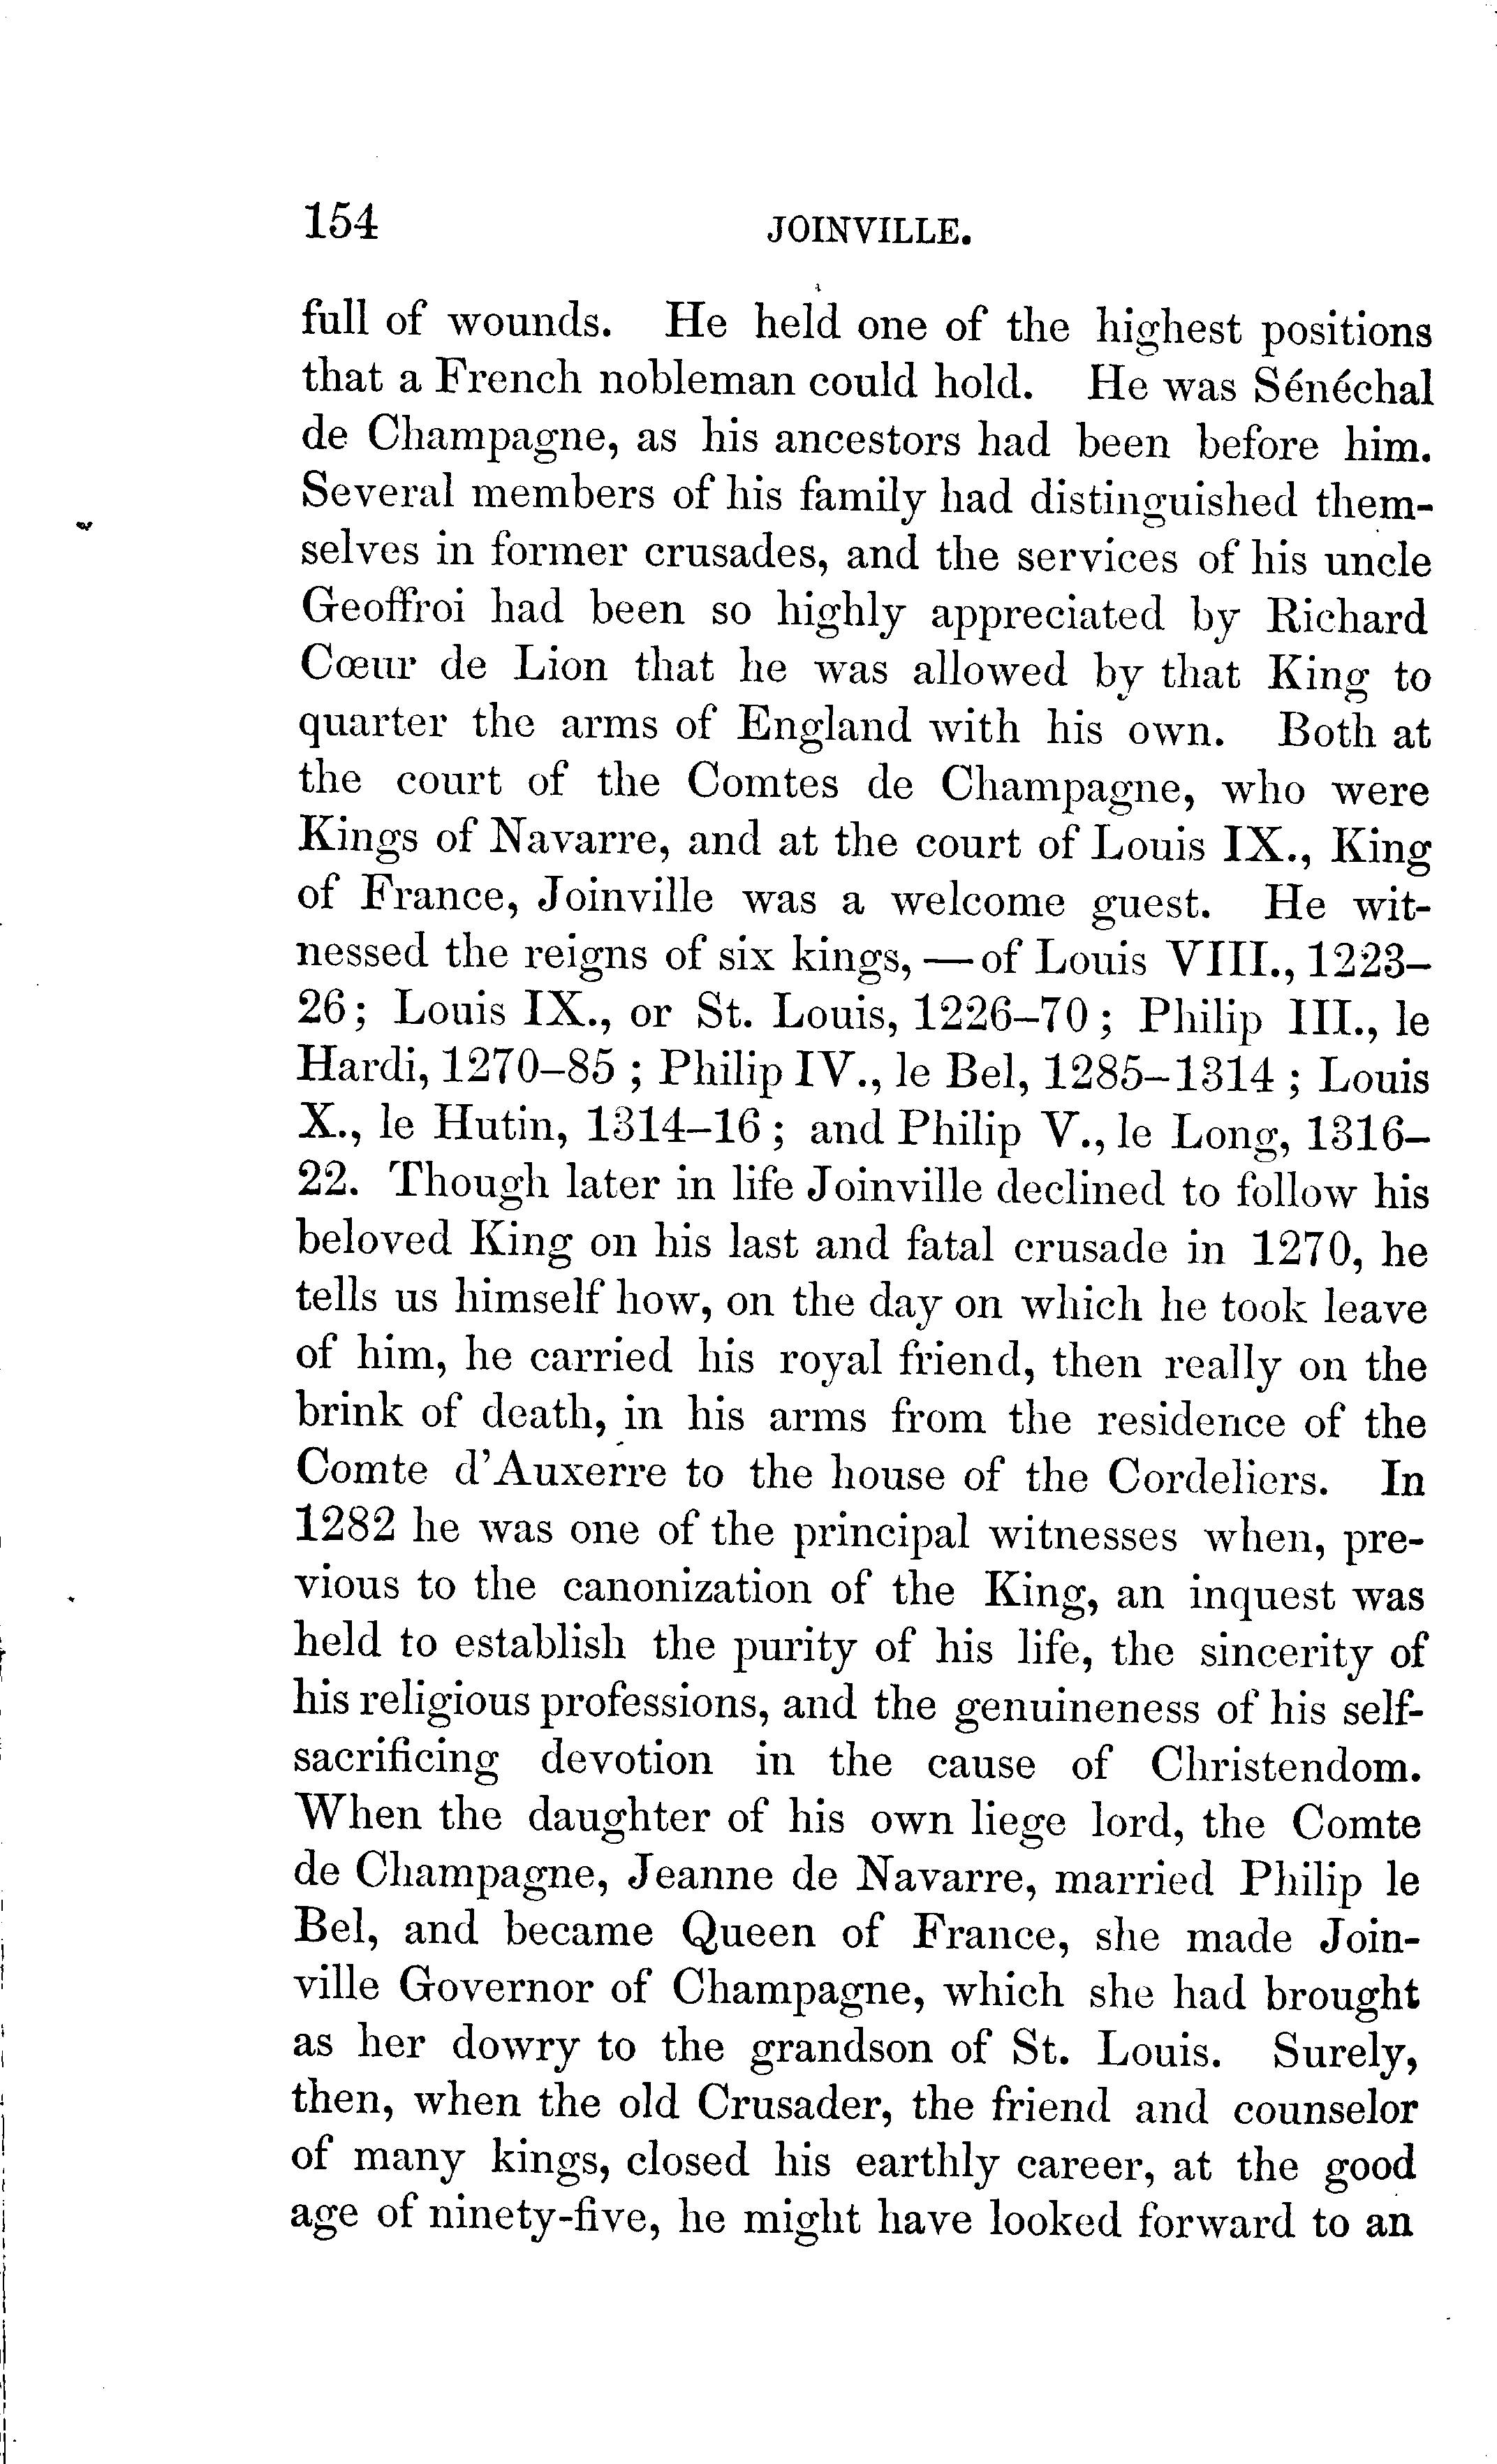 154 JOINVILLE.
full of wounds. He held one of the highest positions
that a French nobleman could hold. He was Sénéchal
de Champagne, as his ancestors had been before him.
Several members of his family had distinguished them-
selves in former crusades, and the services of his uncle
Geoffroi had been so highly appreciated by Richard
Cœur de Lion that he was allowed by that King to
quarter the arms of England with his own. Both at
the court of the Comtes de Champagne, who were
Kings of Navarre, and at the court of Louis IX., King
of France, Joinville was a welcome guest. He wit-
nessed the reigns of six kings, — of Louis VIII., 1223–
26; Louis IX., or St. Louis, 1226–70; Philip III., le
Hardi, 1270–85; Philip IV., le Bel, 1285–1314; Louis
X., le Hutin, 1314–16; and Philip V., le Long, 1316–
22. Though later in life Joinville declined to follow his
beloved King on his last and fatal crusade in 1270, he
tells us himself how, on the day on which he took leave
of him, he carried his royal friend, then really on the
brink of death, in his arms from the residence of the
Comte d'Auxerre to the house of the Cordeliers. In
1282 he was one of the principal witnesses when, pre-
vious to the canonization of the King, an inquest was
held to establish the purity of his life, the sincerity of
his religious professions, and the genuineness of his self-
sacrificing devotion in the cause of Christendom.
When the daughter of his own liege lord, the Comte
de Champagne, Jeanne de Navarre, married Philip le
Bel, and became Queen of France, she made Join-
ville Governor of Champagne, which she had brought
as her dowry to the grandson of St. Louis. Surely,
then, when the old Crusader, the friend and counselor
of many kings, closed his earthly career, at the good
age of ninety-five, he might have looked forward to an